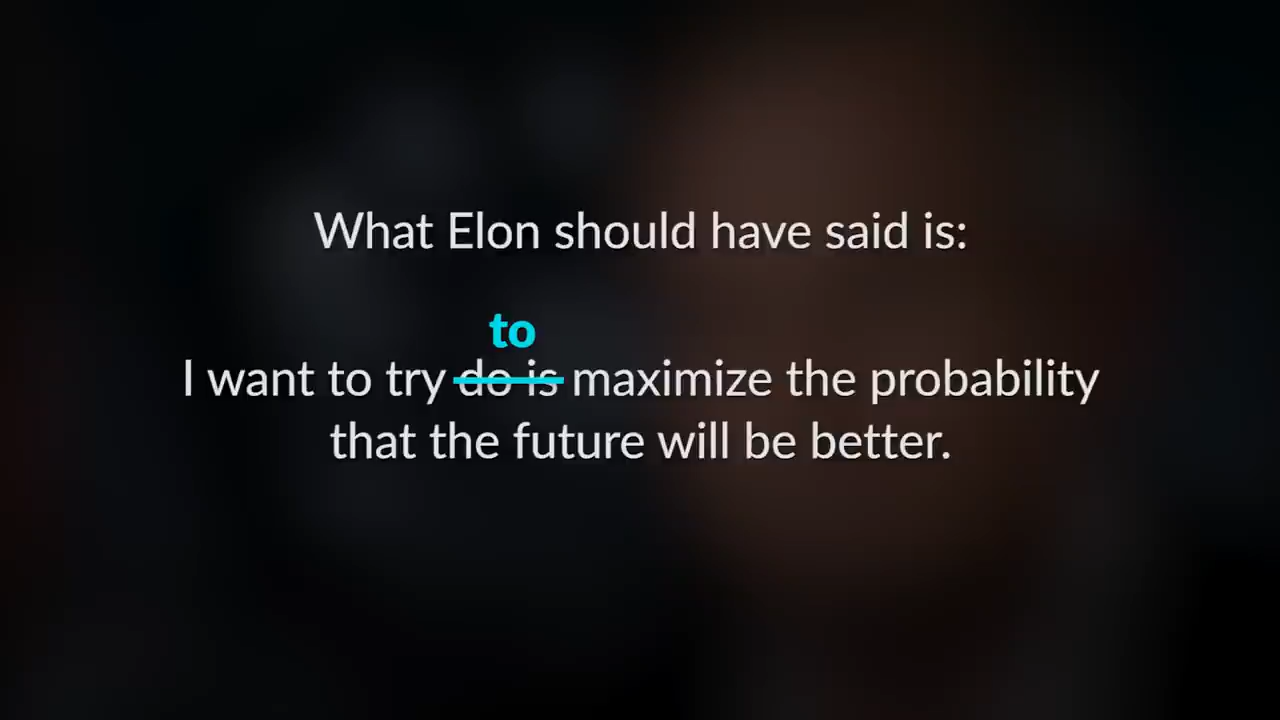 What Elon should have said is:
to
I want to try do is maximize the probability
that the future will be better.